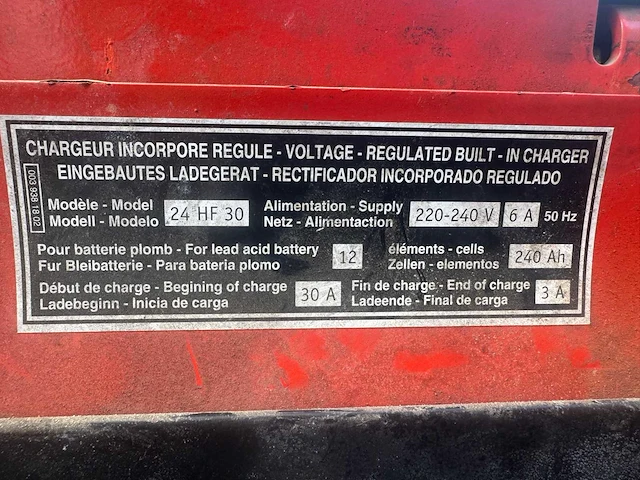 CHARGEUR INCORPORE REGULE - VOLTAGE - REGULATED BUILT - IN CHARGER
EINGEBAUTES LADEGERAT - RECTIFICADOR INCORPORADO REGULADO
003 938 18 02
Modèle - Model
Modell - Modelo
24 HF 30
Alimentation - Supply
Netz - Alimentaction
220-240 V
6 A
50 Hz
Pour batterie plomb - For lead acid battery
Fur Bleibatterie - Para bateria plomo
12
éléments - cells
Zellen - elementos
240 Ah
Début de charge - Begining of charge
Ladebeginn - Inicia de carga
30 A
Fin de charge - End of charge
Ladeende - Final de carga
3 A